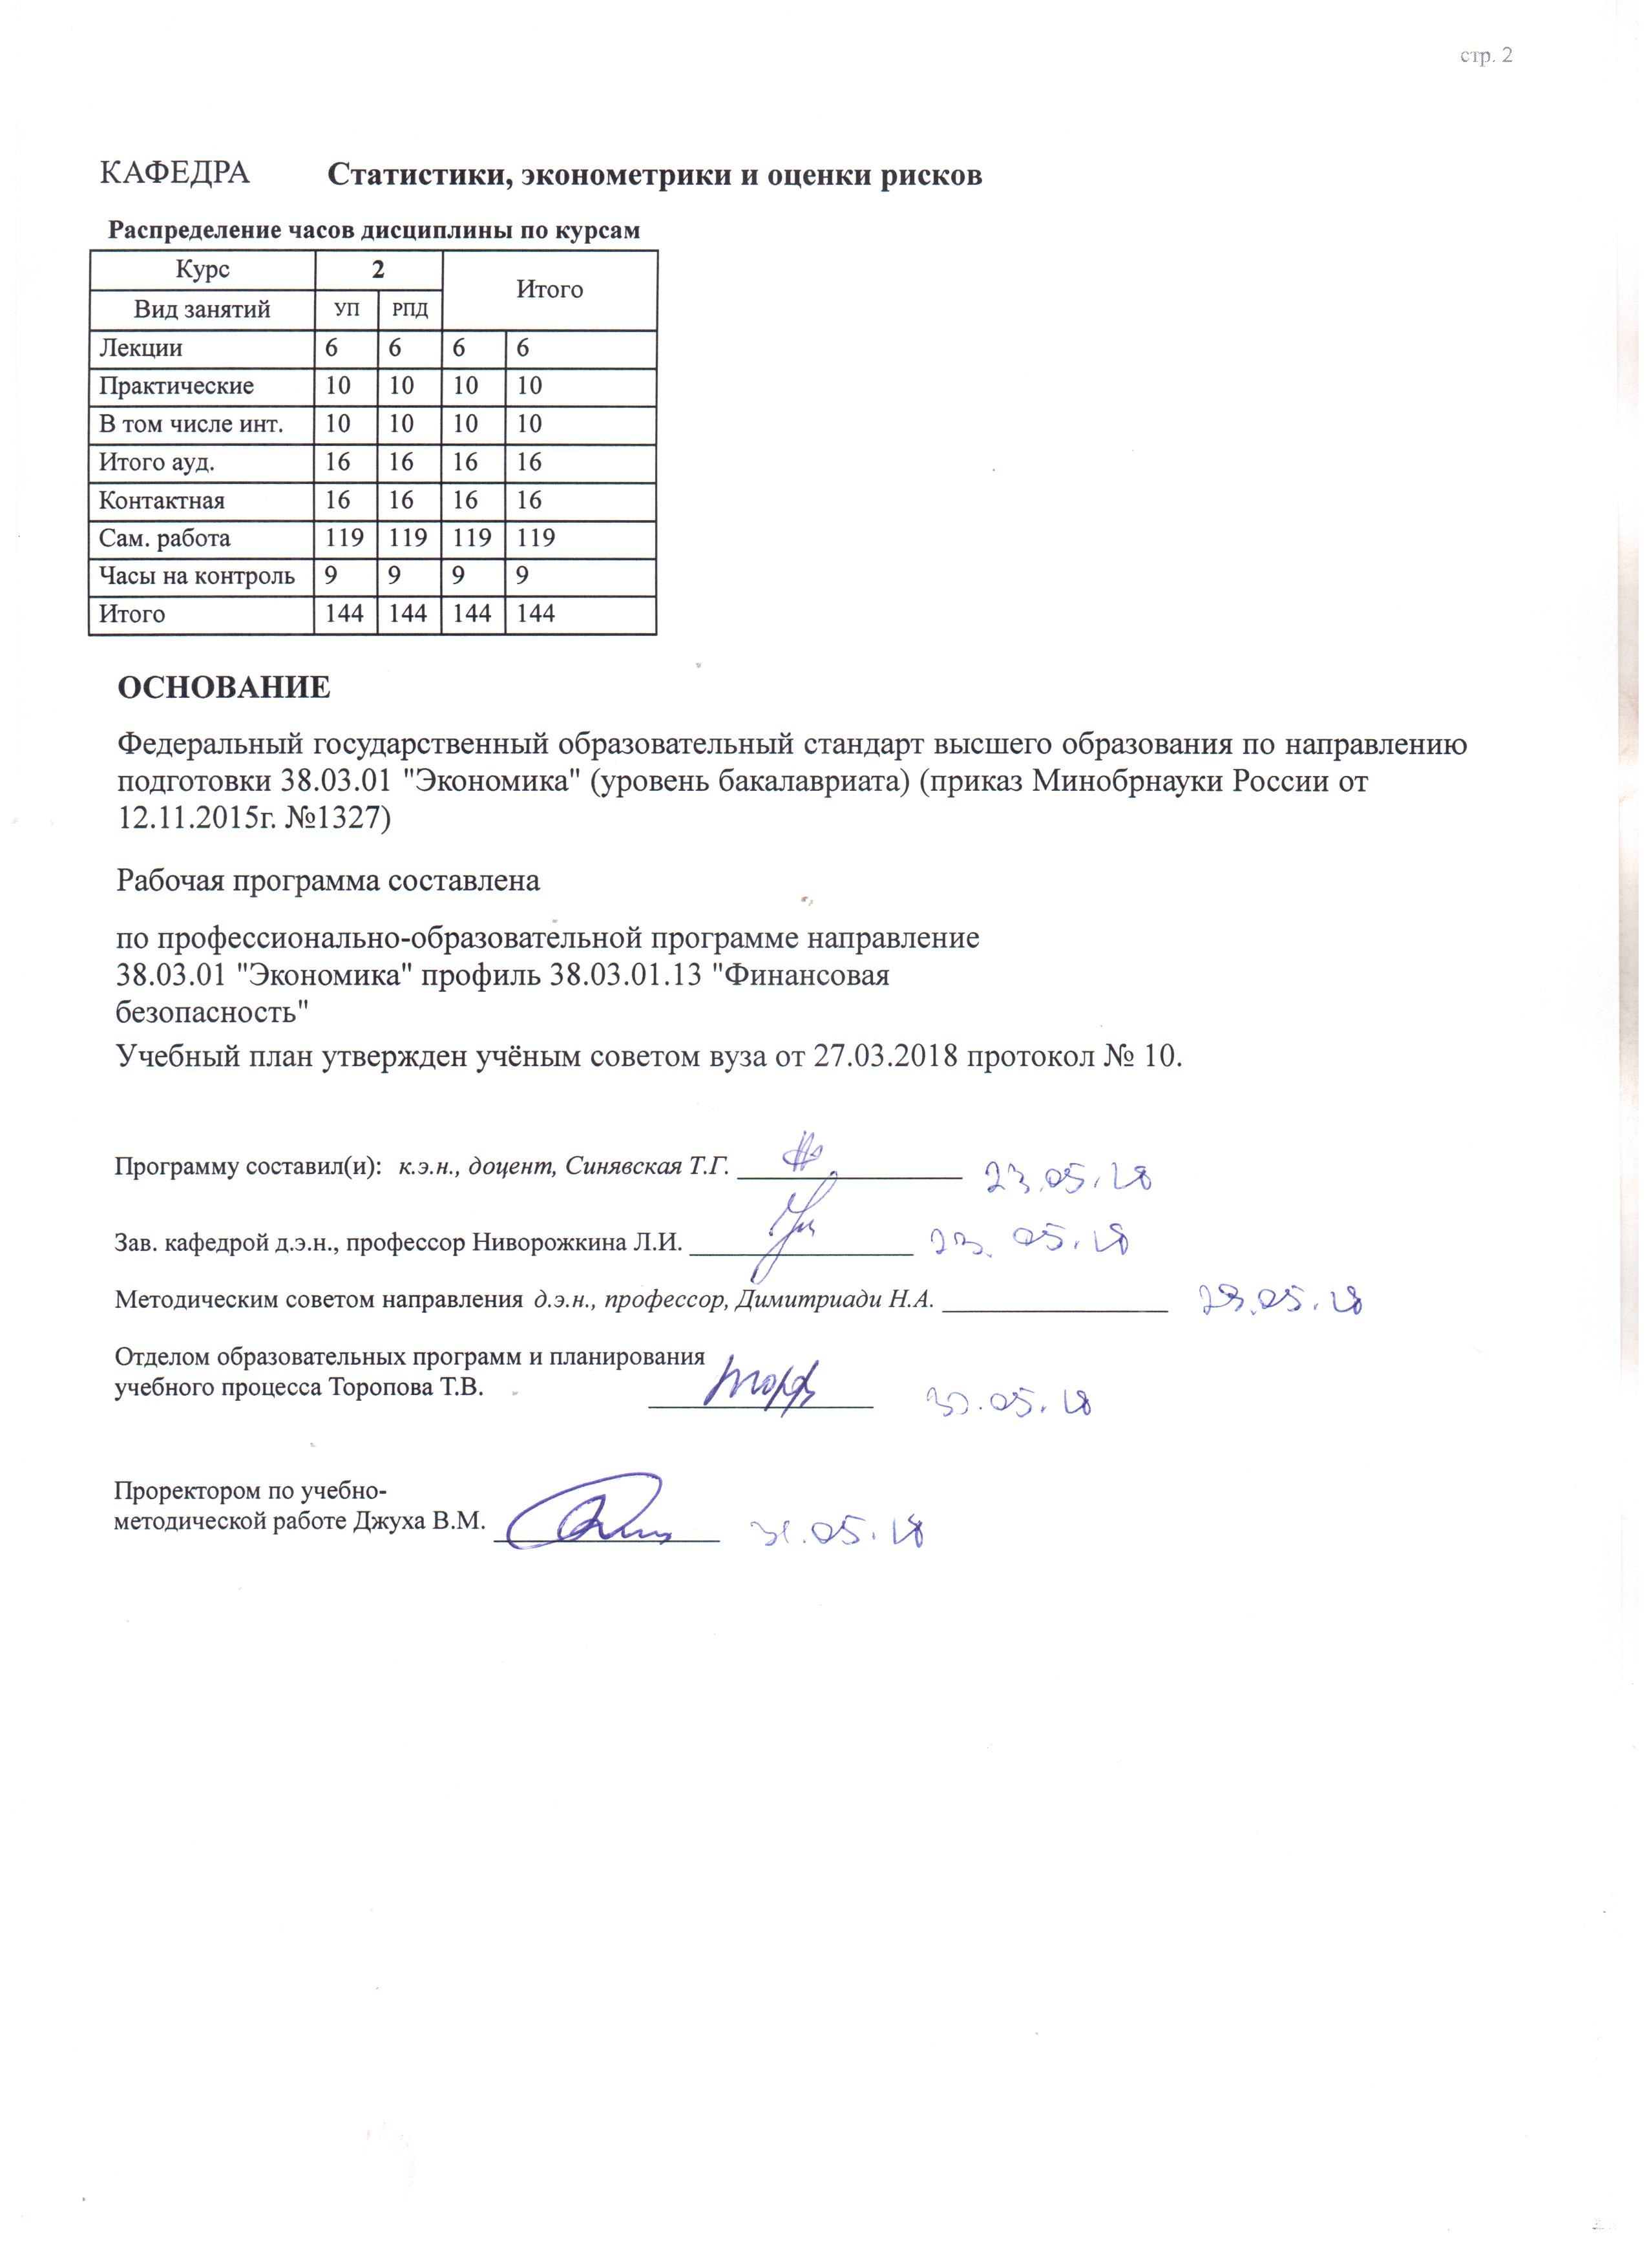 стр. 2
КАФЕДРА Статистики, эконометрики и оценки рисков
Распределение часов дисциплины по курсам
Курс 2 Итого
Вид занятий УП РПД
Лекции 6 6 6 6
Практические 10 10 10 10
В том числе инт. 10 10 10 10
Итого ауд. 16 16 16 16
Контактная 16 16 16 16
Сам. работа 119 119 119 119
Часы на контроль 9 9 9 9
Итого 144 144 144 144
ОСНОВАНИЕ
Федеральный государственный образовательный стандарт высшего образования по направлению
подготовки 38.03.01 "Экономика" (уровень бакалавриата) (приказ Минобрнауки России от
12.11.2015г. №1327)
Рабочая программа составлена
по профессионально-образовательной программе направление
38.03.01 "Экономика" профиль 38.03.01.13 "Финансовая
безопасность"
Учебный план утвержден учёным советом вуза от 27.03.2018 протокол № 10.
Программу составил(и): к.э.н., доцент, Синявская Т.Г. 23.05.18
Зав. кафедрой д.э.н., профессор Ниворожкина Л.И. 23.05.18
Методическим советом направления д.э.н., профессор, Димитриади Н.А. 29.05.18
Отделом образовательных программ и планирования
учебного процесса Торопова Т.В. 30.05.18
Проректором по учебно-
методической работе Джуха В.М. 31.05.18